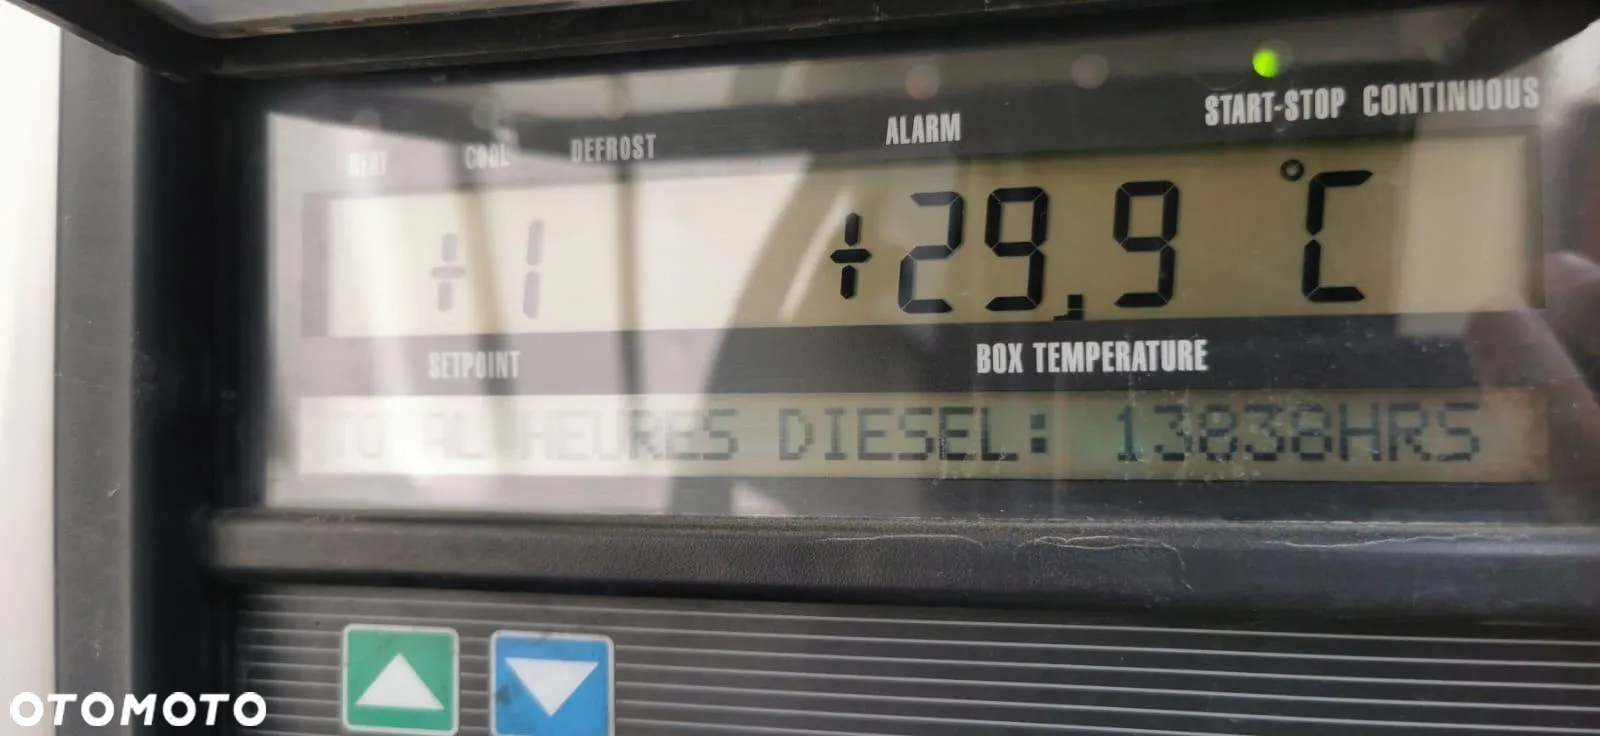 HEAT COOL DEFROST ALARM START-STOP CONTINUOUS
+1 +29,9 °C
SETPOINT BOX TEMPERATURE
HEURES DIESEL: 13838HRS
OTOMOTO